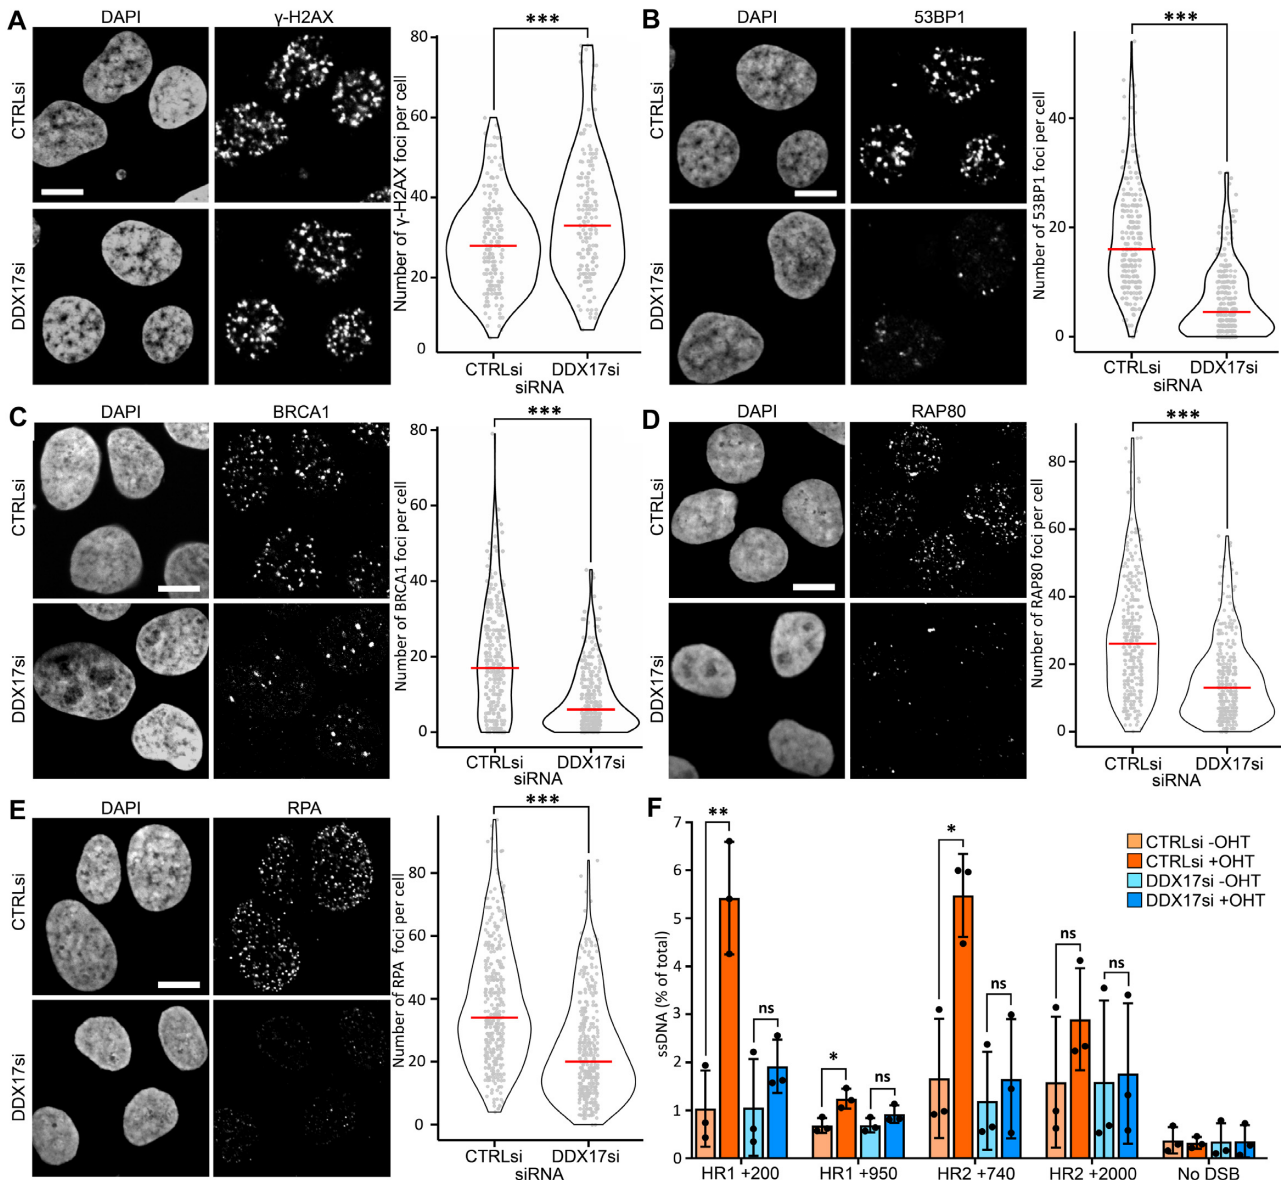 A
DAPI
γ-H2AX
CTRLsi
DDX17si
***
Number of γ-H2AX foci per cell
80
60
40
20
0
CTRLsi DDX17si
siRNA
B
DAPI
53BP1
CTRLsi
DDX17si
***
Number of 53BP1 foci per cell
40
20
0
CTRLsi DDX17si
siRNA
C
DAPI
BRCA1
CTRLsi
DDX17si
***
Number of BRCA1 foci per cell
80
60
40
20
0
CTRLsi DDX17si
siRNA
D
DAPI
RAP80
CTRLsi
DDX17si
***
Number of RAP80 foci per cell
80
60
40
20
0
CTRLsi DDX17si
siRNA
E
DAPI
RPA
CTRLsi
DDX17si
***
Number of RPA foci per cell
80
60
40
20
0
CTRLsi DDX17si
siRNA
F
ssDNA (% of total)
7
6
5
4
3
2
1
0
**
ns
*
ns
*
ns
ns
ns
CTRLsi -OHT
CTRLsi +OHT
DDX17si -OHT
DDX17si +OHT
HR1 +200 HR1 +950 HR2 +740 HR2 +2000 No DSB